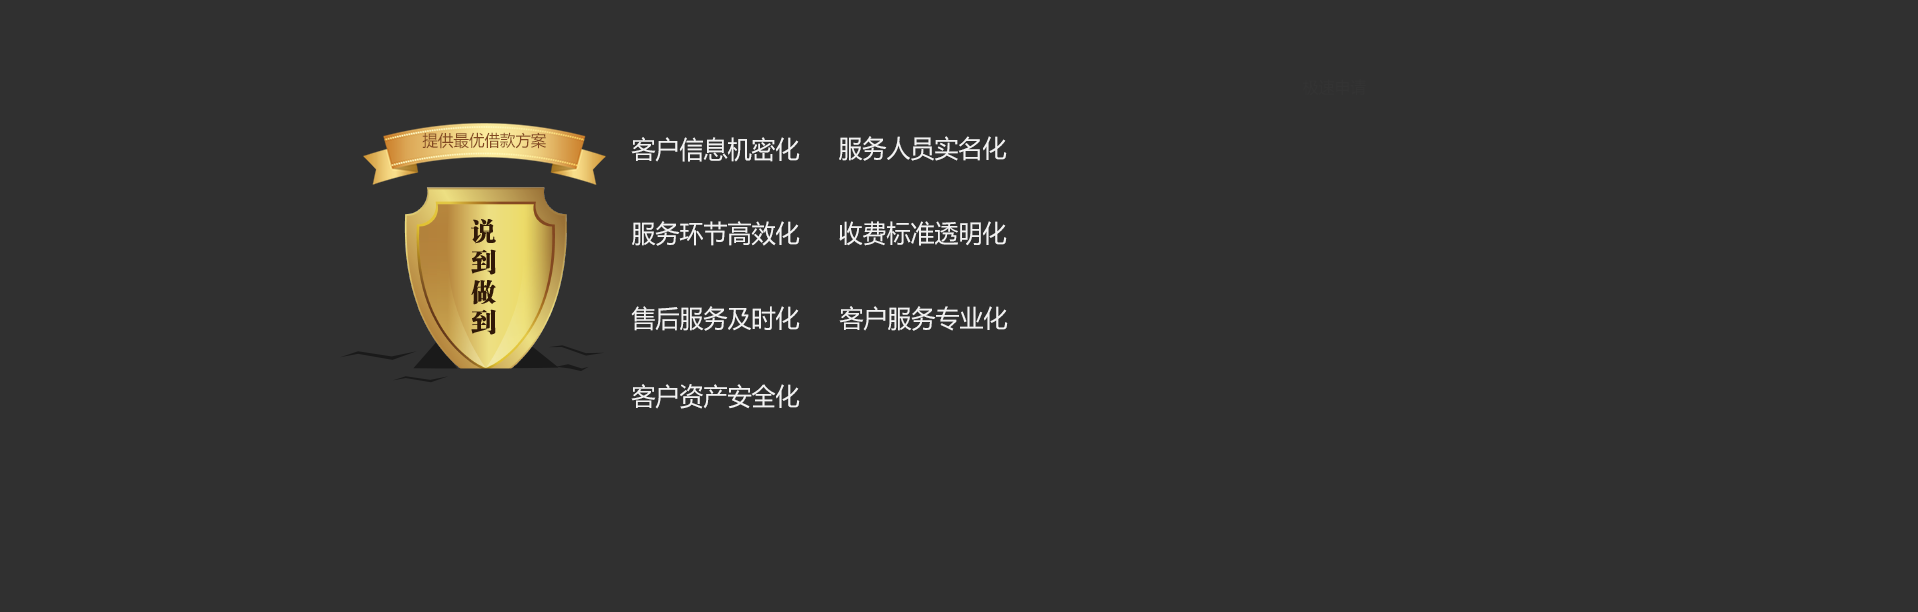 提供最优借款方案
说到做到
客户信息机密化
服务人员实名化
服务环节高效化
收费标准透明化
售后服务及时化
客户服务专业化
客户资产安全化